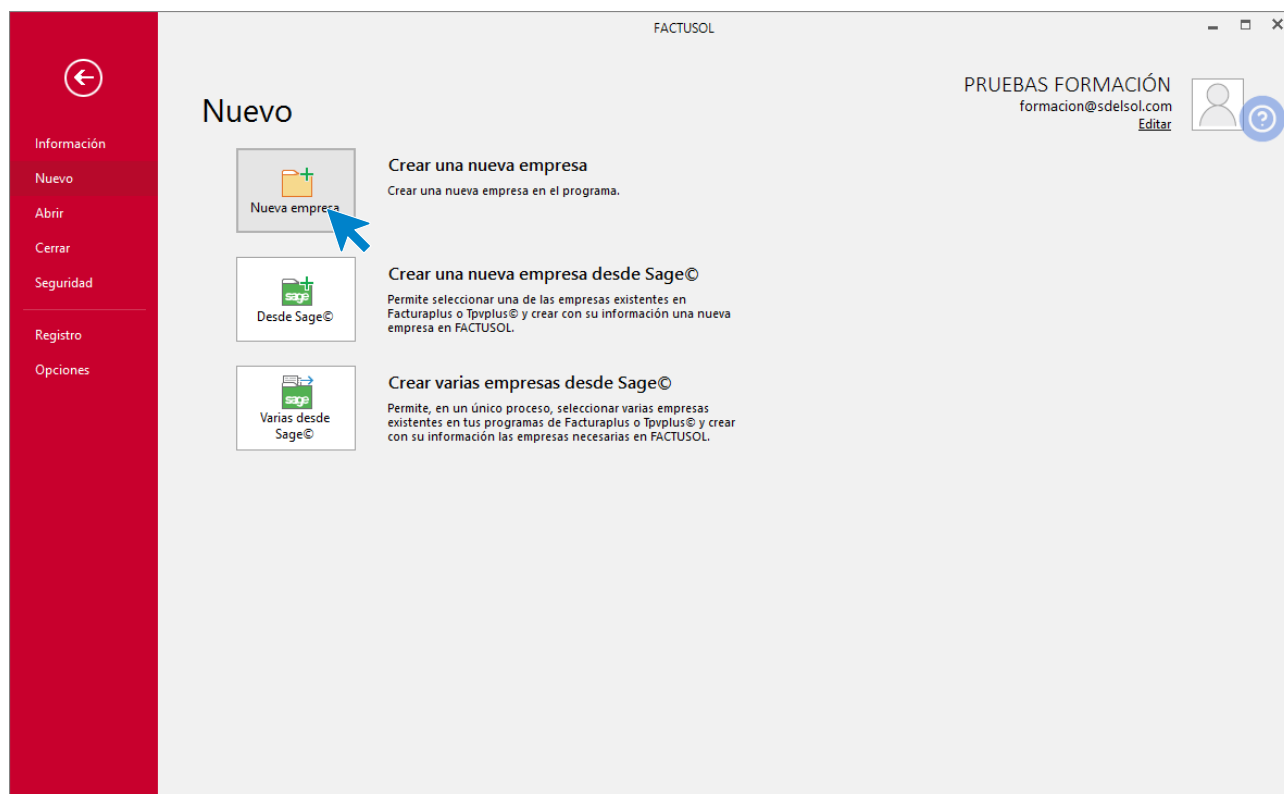 FACTUSOL
PRUEBAS FORMACIÓN
formacion@sdelsol.com
Editar
Información
Nuevo
Abrir
Cerrar
Seguridad
Registro
Opciones
Nuevo
Nueva empresa
Crear una nueva empresa
Crear una nueva empresa en el programa.
sage
Desde Sage©
Crear una nueva empresa desde Sage©
Permite seleccionar una de las empresas existentes en
Facturaplus o Tpvplus© y crear con su información una nueva
empresa en FACTUSOL.
sage
Varias desde
Sage©
Crear varias empresas desde Sage©
Permite, en un único proceso, seleccionar varias empresas
existentes en tus programas de Facturaplus o Tpvplus© y crear
con su información las empresas necesarias en FACTUSOL.